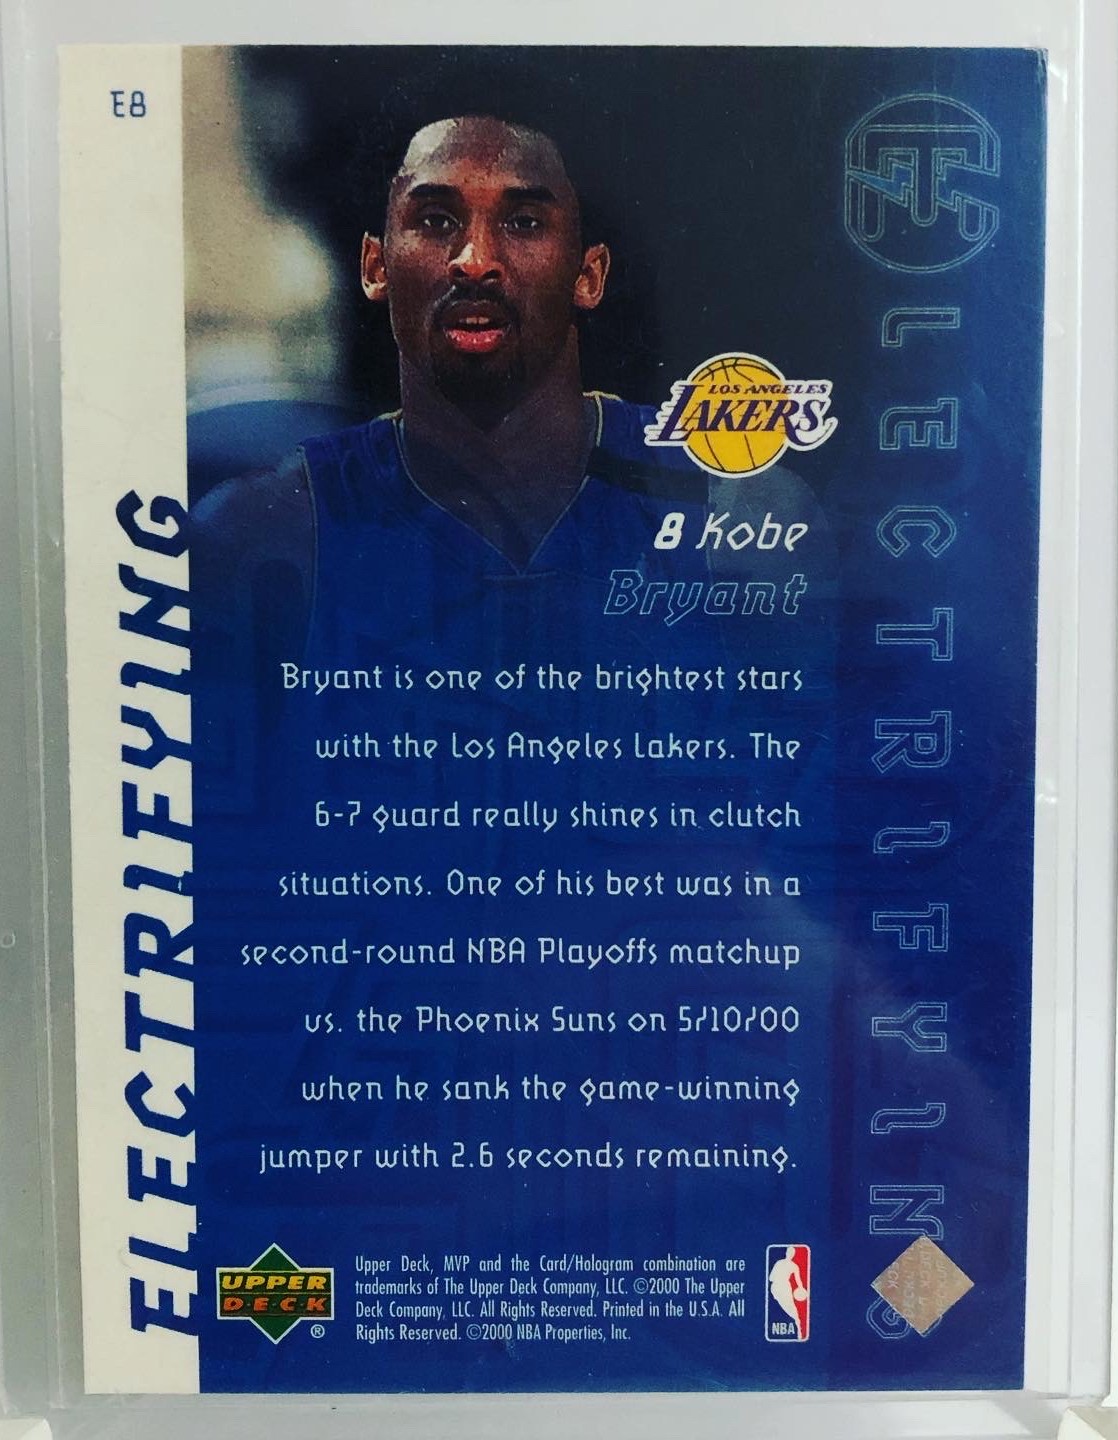 E8
ELECTRIFYING
ELECTRIFYING
LOS ANGELES
LAKERS
8 Kobe
Bryant
Bryant is one of the brightest stars
with the Los Angeles Lakers. The
6-7 guard really shines in clutch
situations. One of his best was in a
second-round NBA Playoffs matchup
vs. the Phoenix Suns on 5/10/00
when he sank the game-winning
jumper with 2.6 seconds remaining.
UPPER
DECK
®
Upper Deck, MVP and the Card/Hologram combination are
trademarks of The Upper Deck Company, LLC. ©2000 The Upper
Deck Company, LLC. All Rights Reserved. Printed in the U.S.A. All
Rights Reserved. ©2000 NBA Properties, Inc.
NBA